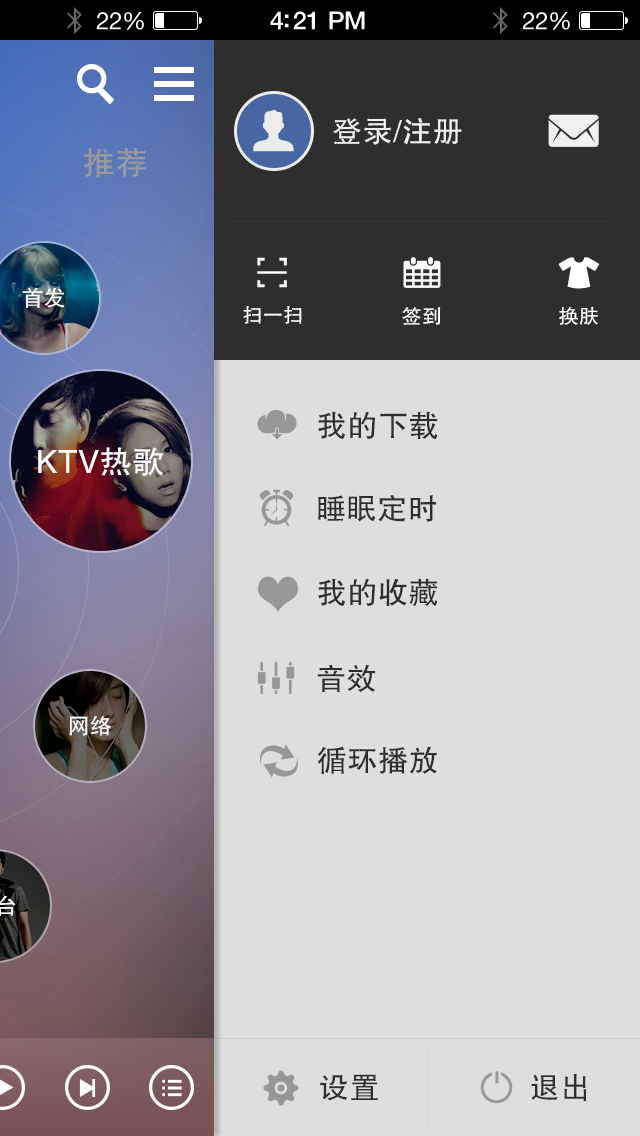 22%
4:21 PM
22%
推荐
首发
KTV热歌
网络
台
登录/注册
扫一扫
签到
换肤
我的下载
睡眠定时
我的收藏
音效
循环播放
设置
退出